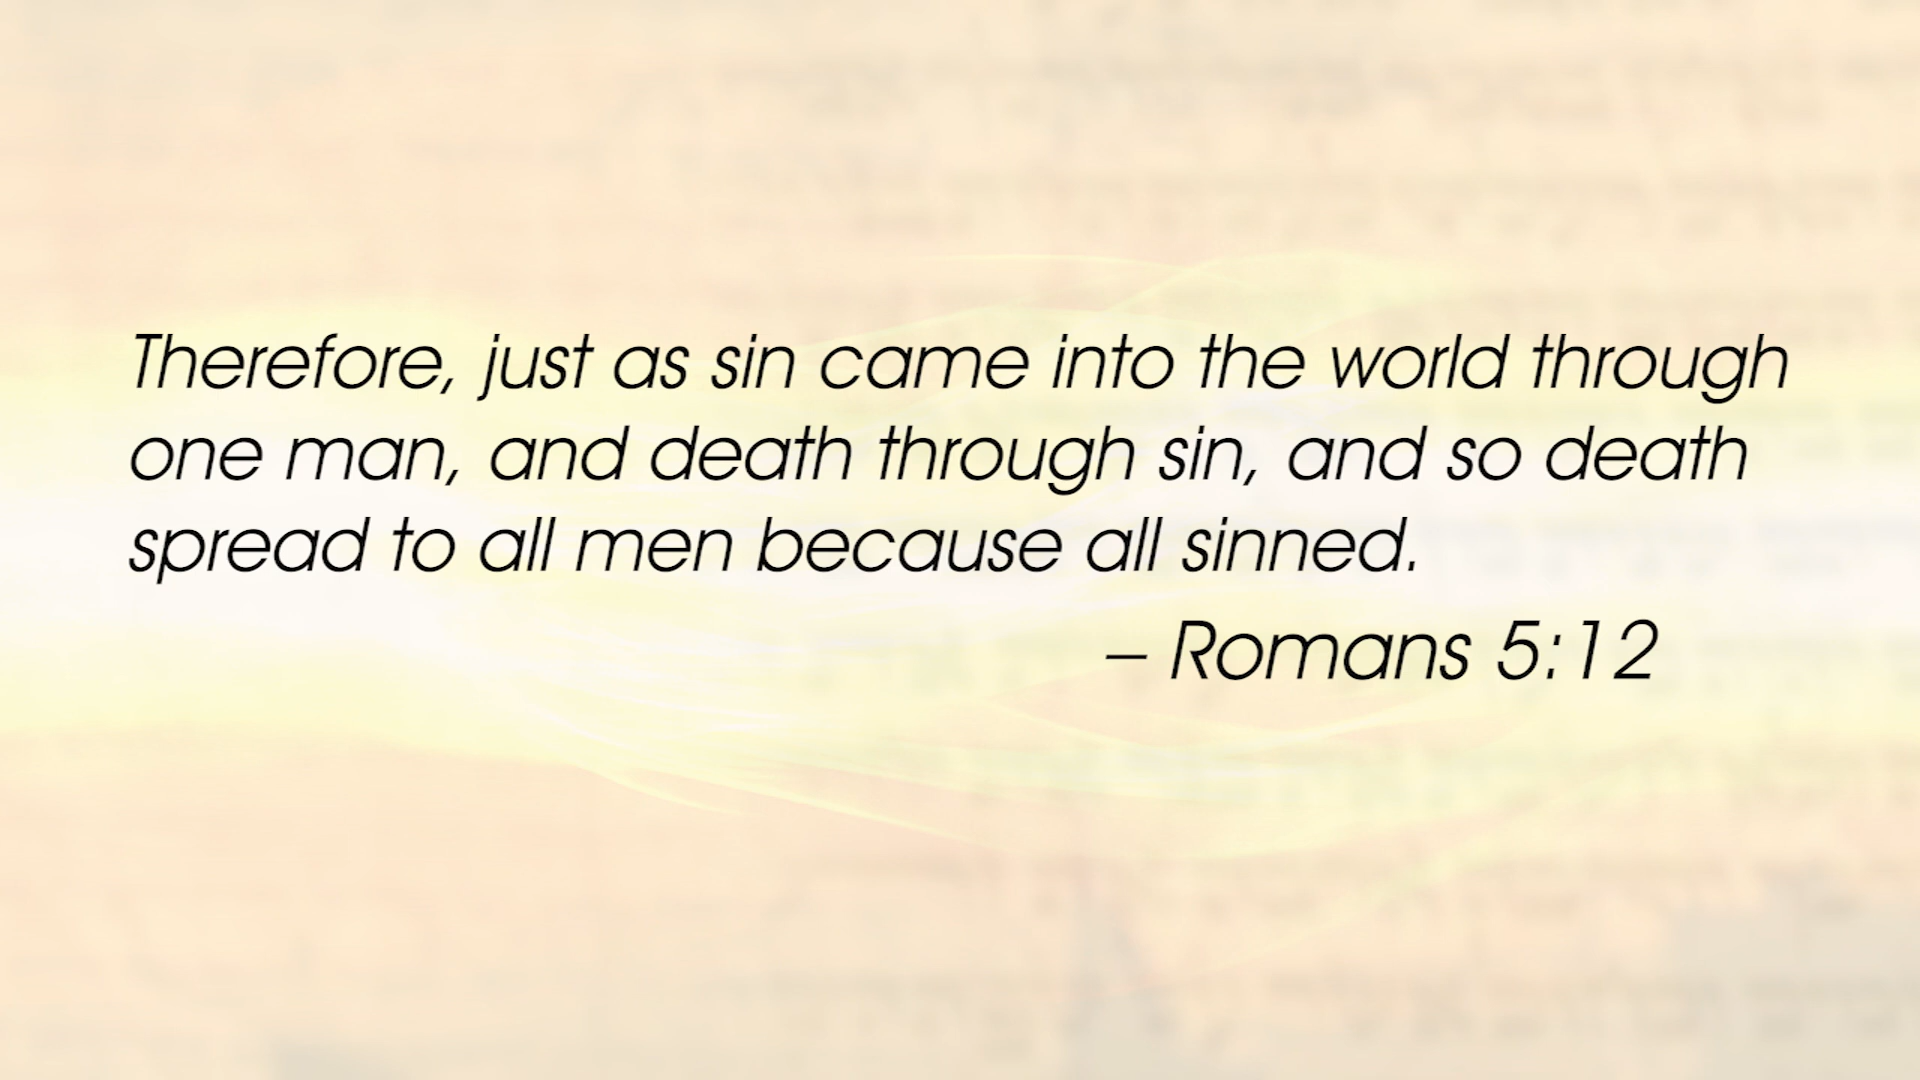 Therefore, just as sin came into the world through
one man, and death through sin, and so death
spread to all men because all sinned.
– Romans 5:12